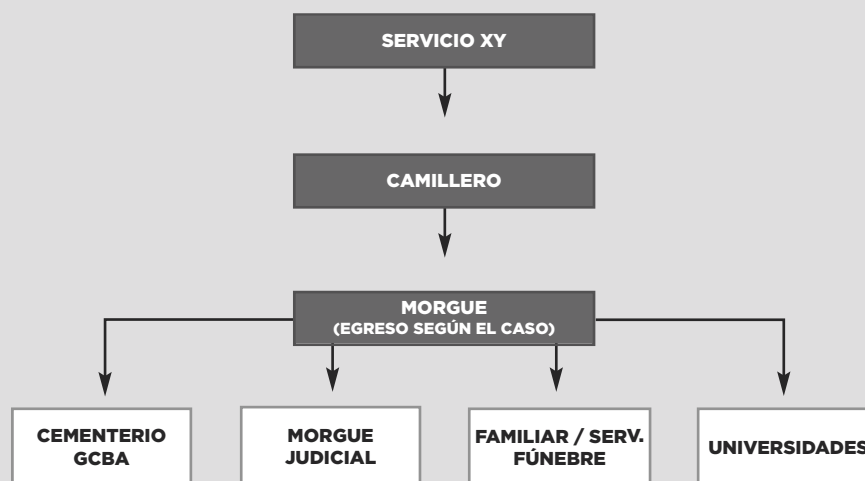 SERVICIO XY
CAMILLERO
MORGUE
(EGRESO SEGÚN EL CASO)
CEMENTERIO
GCBA
MORGUE
JUDICIAL
FAMILIAR / SERV.
FÚNEBRE
UNIVERSIDADES